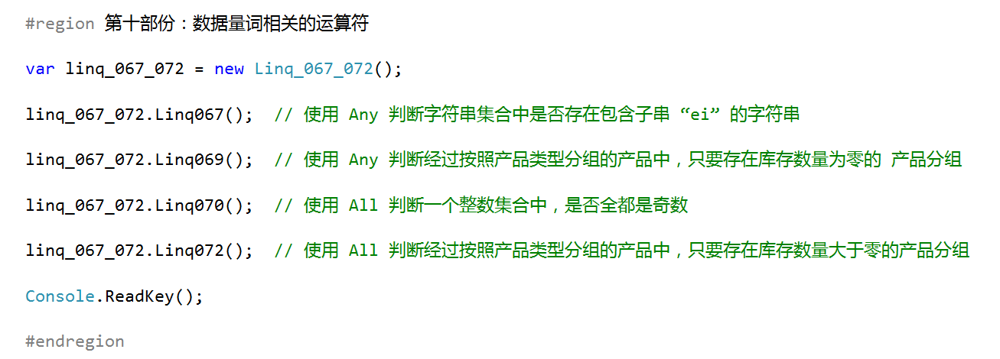 #region 第十部份：数据量词相关的运算符
var linq_067_072 = new Linq_067_072();
linq_067_072.Linq067();  // 使用 Any 判断字符串集合中是否存在包含子串 “ei” 的字符串
linq_067_072.Linq069();  // 使用 Any 判断经过按照产品类型分组的产品中，只要存在库存数量为零的 产品分组
linq_067_072.Linq070();  // 使用 All 判断一个整数集合中，是否全都是奇数
linq_067_072.Linq072();  // 使用 All 判断经过按照产品类型分组的产品中，只要存在库存数量大于零的产品分组
Console.ReadKey();
#endregion